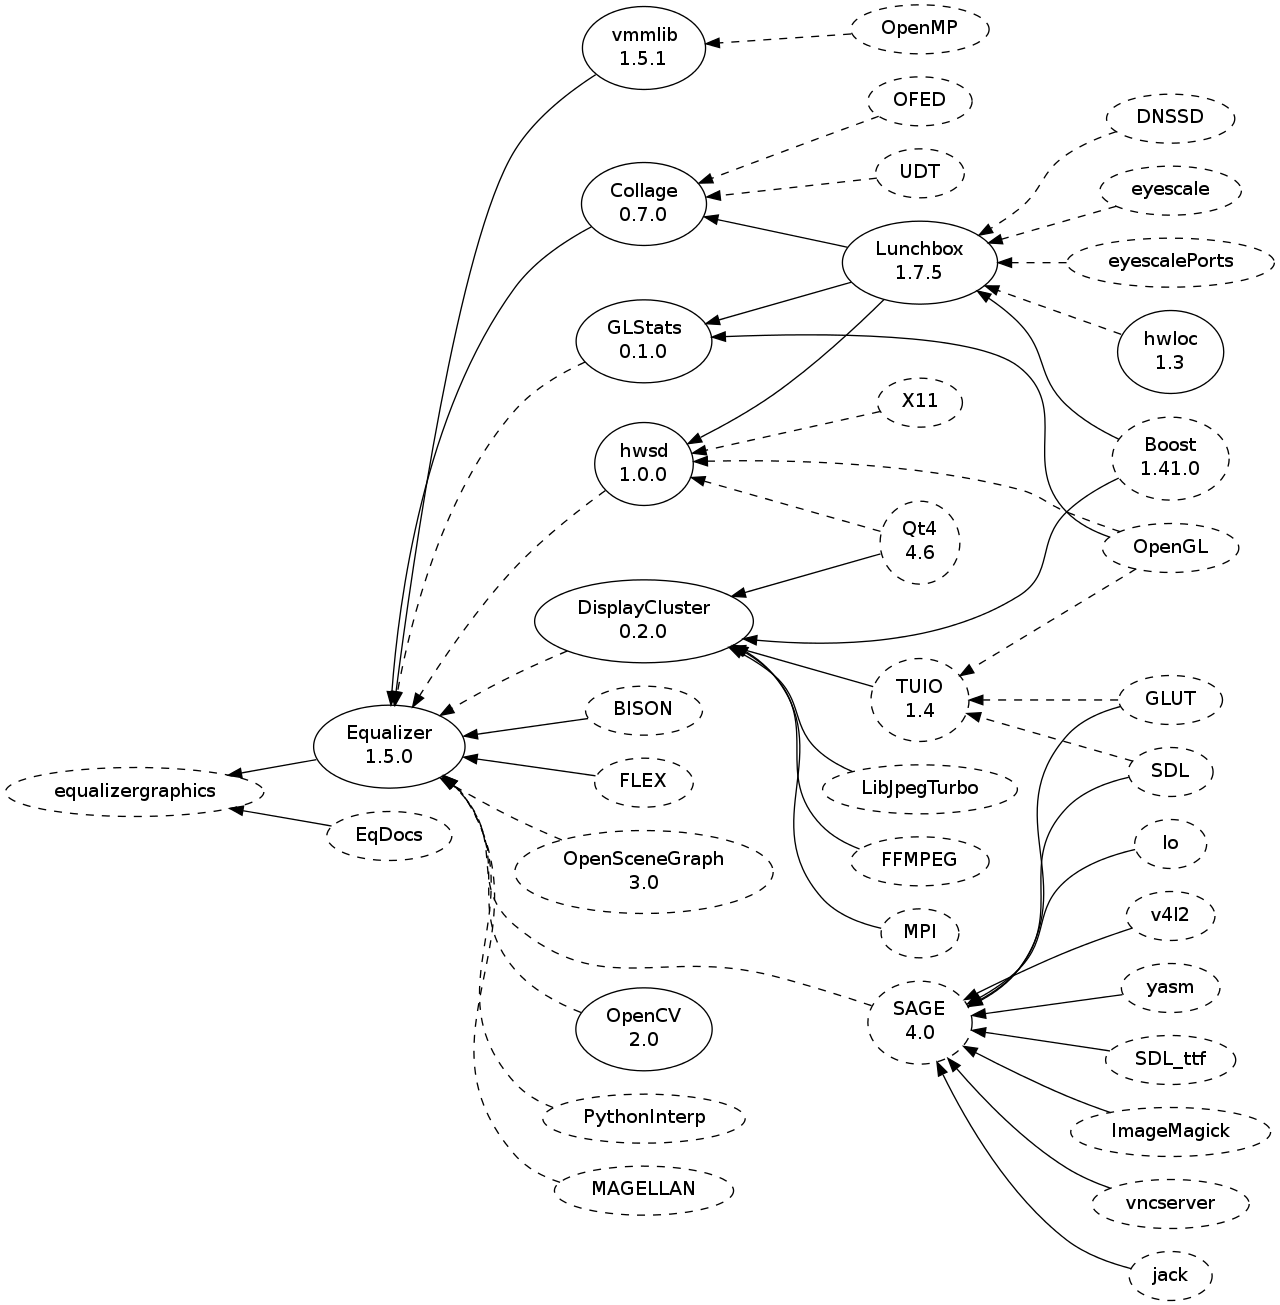 vmmlib
1.5.1
OpenMP
OFED
DNSSD
UDT
Collage
0.7.0
eyescale
Lunchbox
1.7.5
eyescalePorts
GLStats
0.1.0
hwloc
1.3
X11
hwsd
1.0.0
Boost
1.41.0
Qt4
4.6
OpenGL
DisplayCluster
0.2.0
TUIO
1.4
GLUT
BISON
Equalizer
1.5.0
SDL
FLEX
LibJpegTurbo
equalizergraphics
EqDocs
lo
OpenSceneGraph
3.0
FFMPEG
v4l2
MPI
yasm
SAGE
4.0
OpenCV
2.0
SDL_ttf
PythonInterp
ImageMagick
MAGELLAN
vncserver
jack